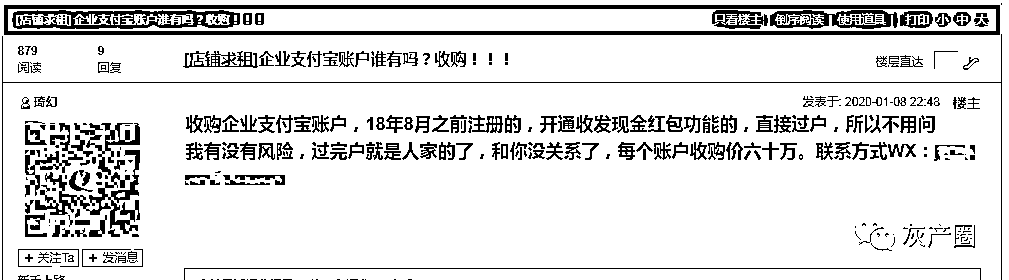 [店铺求租]企业支付宝账户谁有吗？收购！！！
只看楼主 倒序阅读 使用道具 打印 小 中 大
879
阅读
9
回复
[店铺求租]企业支付宝账户谁有吗？收购！！！
楼层直达
琦幻
发表于: 2020-01-08 22:48 楼主
收购企业支付宝账户，18年8月之前注册的，开通收发现金红包功能的，直接过户，所以不用问
我有没有风险，过完户就是人家的了，和你没关系了，每个账户收购价六十万。联系方式WX：
灰产圈
+ 关注Ta + 发消息